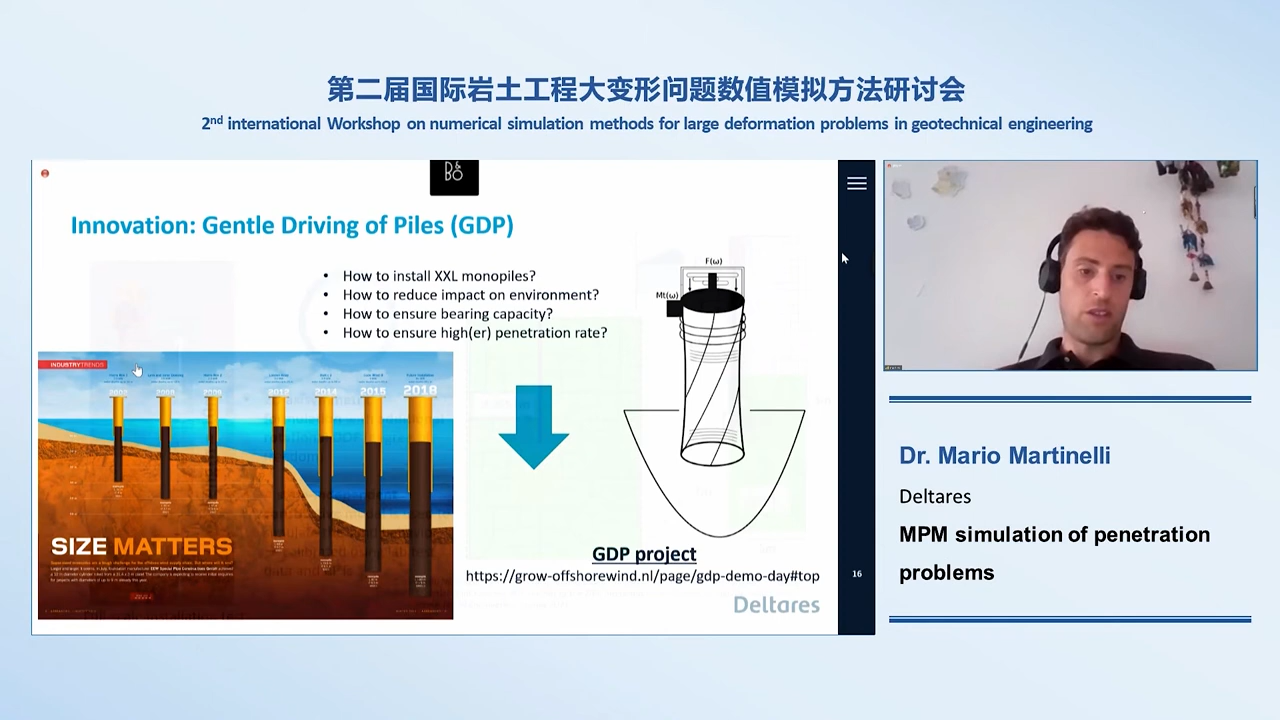 第二届国际岩土工程大变形问题数值模拟方法研讨会
2nd international Workshop on numerical simulation methods for large deformation problems in geotechnical engineering
Innovation: Gentle Driving of Piles (GDP)
• How to install XXL monopiles?
• How to reduce impact on environment?
• How to ensure bearing capacity?
• How to ensure high(er) penetration rate?
F(ω)
Mt(ω)
INDUSTRYTRENDS
2012
2014
2015
2018
SIZE MATTERS
GDP project
https://grow-offshorewind.nl/page/gdp-demo-day#top
16
Deltares
Dr. Mario Martinelli
Deltares
MPM simulation of penetration
problems